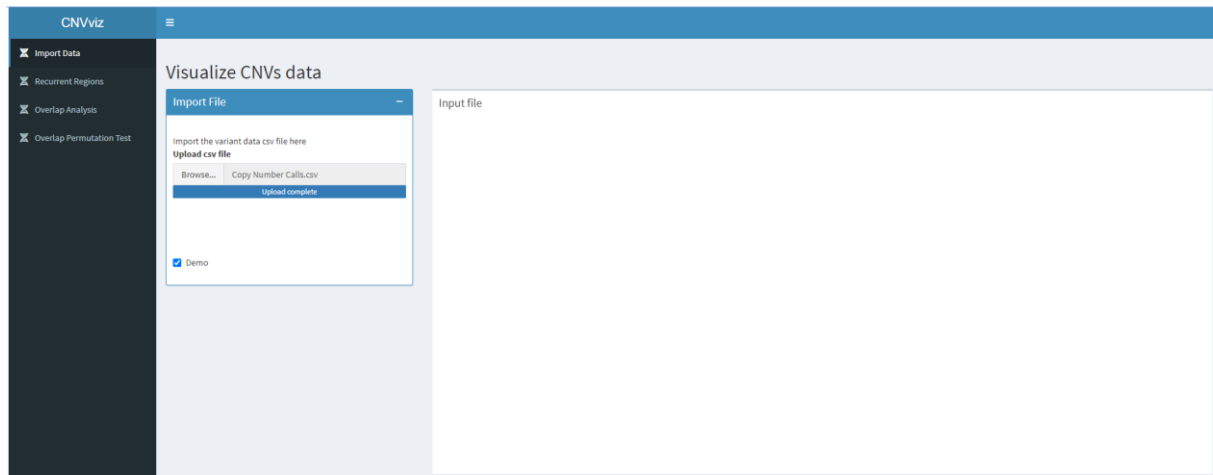 CNVviz
Import Data
Recurrent Regions
Overlap Analysis
Overlap Permutation Test
Visualize CNVs data
Import File
Import the variant data csv file here
Upload csv file
Browse... Copy Number Calls.csv
Upload complete
Demo
Input file